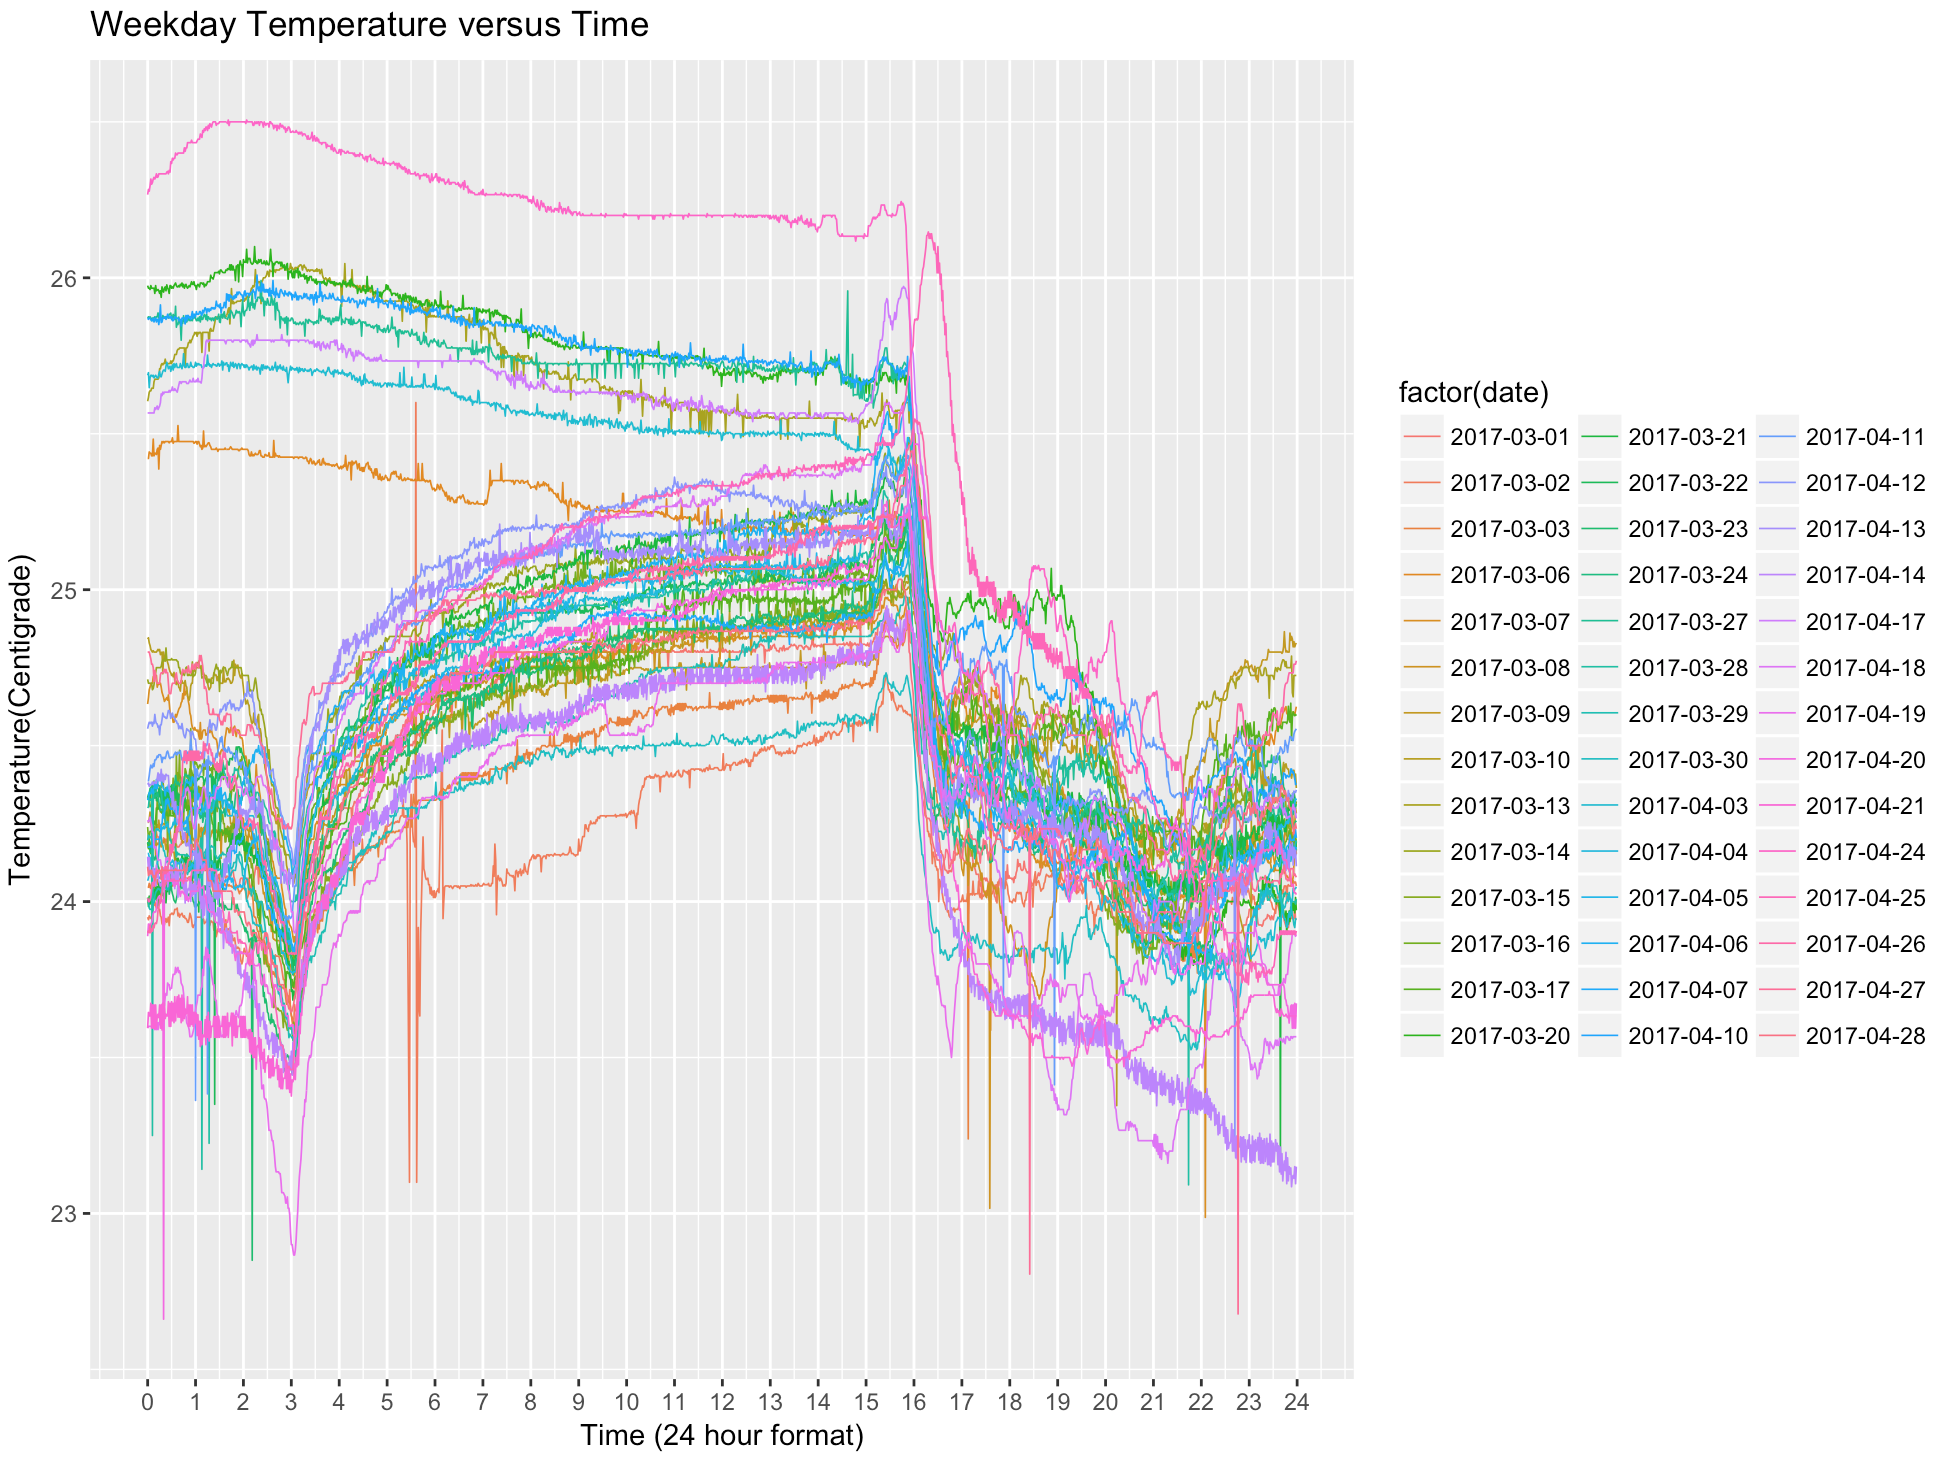 Weekday Temperature versus Time
Temperature(Centigrade)
26
25
24
23
0 1 2 3 4 5 6 7 8 9 10 11 12 13 14 15 16 17 18 19 20 21 22 23 24
Time (24 hour format)
factor(date)
2017-03-01 2017-03-21 2017-04-11
2017-03-02 2017-03-22 2017-04-12
2017-03-03 2017-03-23 2017-04-13
2017-03-06 2017-03-24 2017-04-14
2017-03-07 2017-03-27 2017-04-17
2017-03-08 2017-03-28 2017-04-18
2017-03-09 2017-03-29 2017-04-19
2017-03-10 2017-03-30 2017-04-20
2017-03-13 2017-04-03 2017-04-21
2017-03-14 2017-04-04 2017-04-24
2017-03-15 2017-04-05 2017-04-25
2017-03-16 2017-04-06 2017-04-26
2017-03-17 2017-04-07 2017-04-27
2017-03-20 2017-04-10 2017-04-28